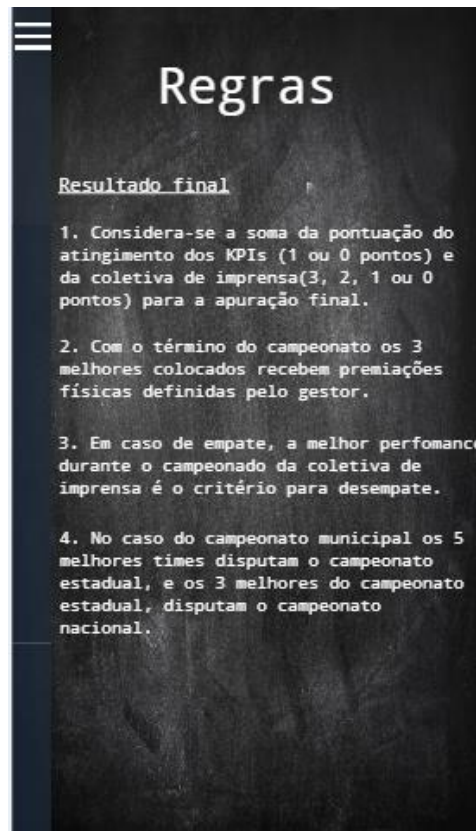 Regras
Resultado final
1. Considera-se a soma da pontuação do
atingimento dos KPIs (1 ou 0 pontos) e
da coletiva de imprensa(3, 2, 1 ou 0
pontos) para a apuração final.
2. Com o término do campeonato os 3
melhores colocados recebem premiações
físicas definidas pelo gestor.
3. Em caso de empate, a melhor perfomance
durante o campeonado da coletiva de
imprensa é o critério para desempate.
4. No caso do campeonato municipal os 5
melhores times disputam o campeonato
estadual, e os 3 melhores do campeonato
estadual, disputam o campeonato
nacional.